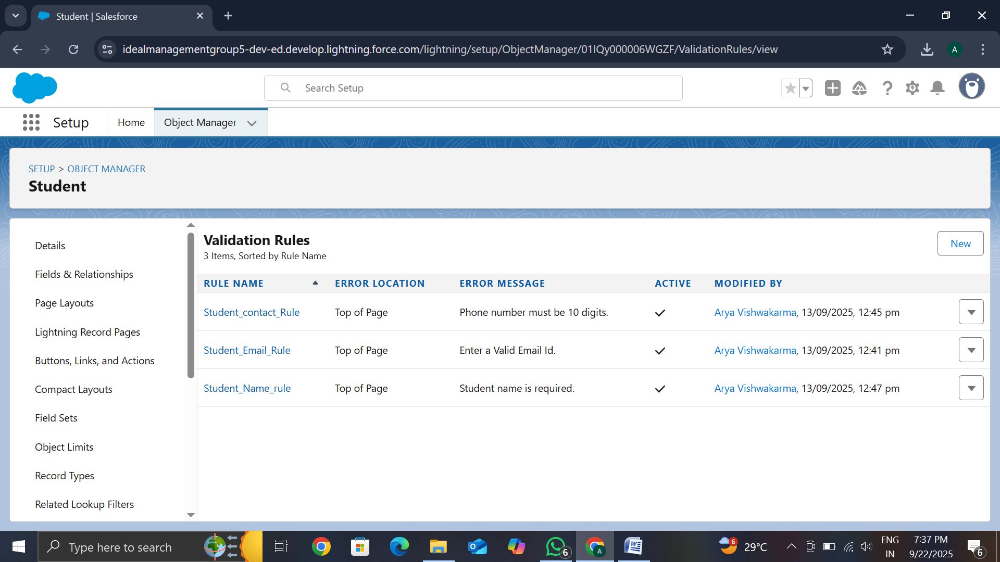 Student | Salesforce
idealmanagementgroup5-dev-ed.develop.lightning.force.com/lightning/setup/ObjectManager/01IQy000006WGZF/ValidationRules/view
A
Search Setup
Setup
Home
Object Manager
SETUP > OBJECT MANAGER
Student
Details
Fields & Relationships
Page Layouts
Lightning Record Pages
Buttons, Links, and Actions
Compact Layouts
Field Sets
Object Limits
Record Types
Related Lookup Filters
Validation Rules
3 Items, Sorted by Rule Name
New
RULE NAME ERROR LOCATION ERROR MESSAGE ACTIVE MODIFIED BY
Student_contact_Rule Top of Page Phone number must be 10 digits. Arya Vishwakarma, 13/09/2025, 12:45 pm
Student_Email_Rule Top of Page Enter a Valid Email Id. Arya Vishwakarma, 13/09/2025, 12:41 pm
Student_Name_rule Top of Page Student name is required. Arya Vishwakarma, 13/09/2025, 12:47 pm
Type here to search
6
A
6
29°C
ENG
IN
7:37 PM
9/22/2025
6